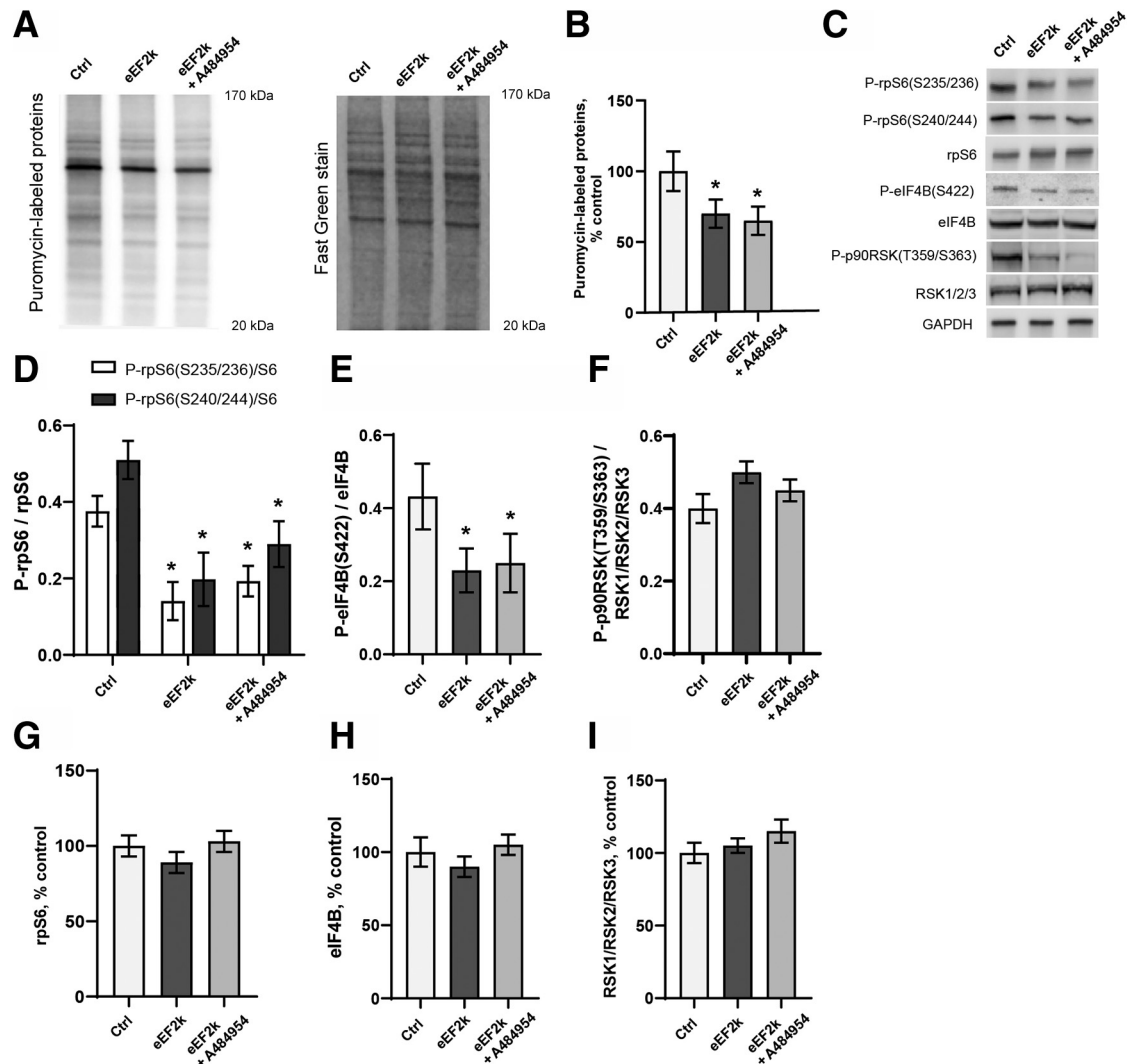 A
Ctrl
eEF2k
eEF2k
+ A484954
170 kDa
Puromycin-labeled proteins
20 kDa
Ctrl
eEF2k
eEF2k
+ A484954
170 kDa
Fast Green stain
20 kDa
B
Puromycin-labeled proteins,
% control
150
100
50
0
*
*
Ctrl
eEF2k
eEF2k
+ A484954
C
Ctrl
eEF2k
eEF2k
+ A484954
P-rpS6(S235/236)
P-rpS6(S240/244)
rpS6
P-eIF4B(S422)
eIF4B
P-p90RSK(T359/S363)
RSK1/2/3
GAPDH
D
P-rpS6(S235/236)/S6
P-rpS6(S240/244)/S6
P-rpS6 / rpS6
0.6
0.4
0.2
0.0
*
*
*
*
Ctrl
eEF2k
eEF2k
+ A484954
E
P-eIF4B(S422) / eIF4B
0.6
0.4
0.2
0.0
*
*
Ctrl
eEF2k
eEF2k
+ A484954
F
P-p90RSK(T359/S363) /
RSK1/RSK2/RSK3
0.6
0.4
0.2
0.0
Ctrl
eEF2k
eEF2k
+ A484954
G
rpS6, % control
150
100
50
0
Ctrl
eEF2k
eEF2k
+ A484954
H
eIF4B, % control
150
100
50
0
Ctrl
eEF2k
eEF2k
+ A484954
I
RSK1/RSK2/RSK3, % control
150
100
50
0
Ctrl
eEF2k
eEF2k
+ A484954